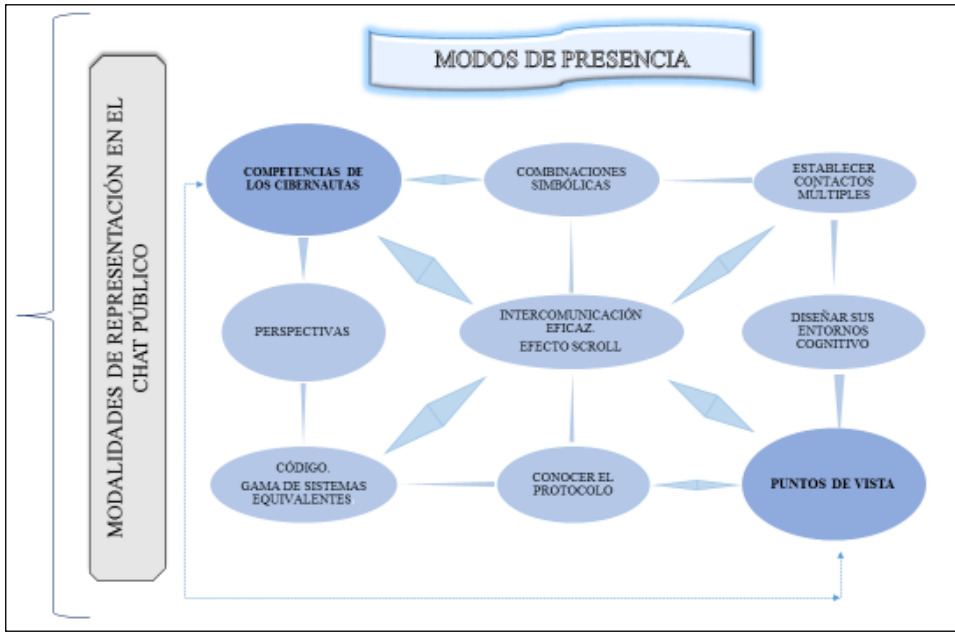 MODOS DE PRESENCIA
MODALIDADES DE REPRESENTACIÓN EN EL
CHAT PÚBLICO
COMPETENCIAS DE
LOS CIBERNAUTAS
COMBINACIONES
SIMBÓLICAS
ESTABLECER
CONTACTOS
MÚLTIPLES
PERSPECTIVAS
INTERCOMUNICACIÓN
EFICAZ.
EFECTO SCROLL
DISEÑAR SUS
ENTORNOS
COGNITIVO
CÓDIGO.
GAMA DE SISTEMAS
EQUIVALENTES
CONOCER EL
PROTOCOLO
PUNTOS DE VISTA